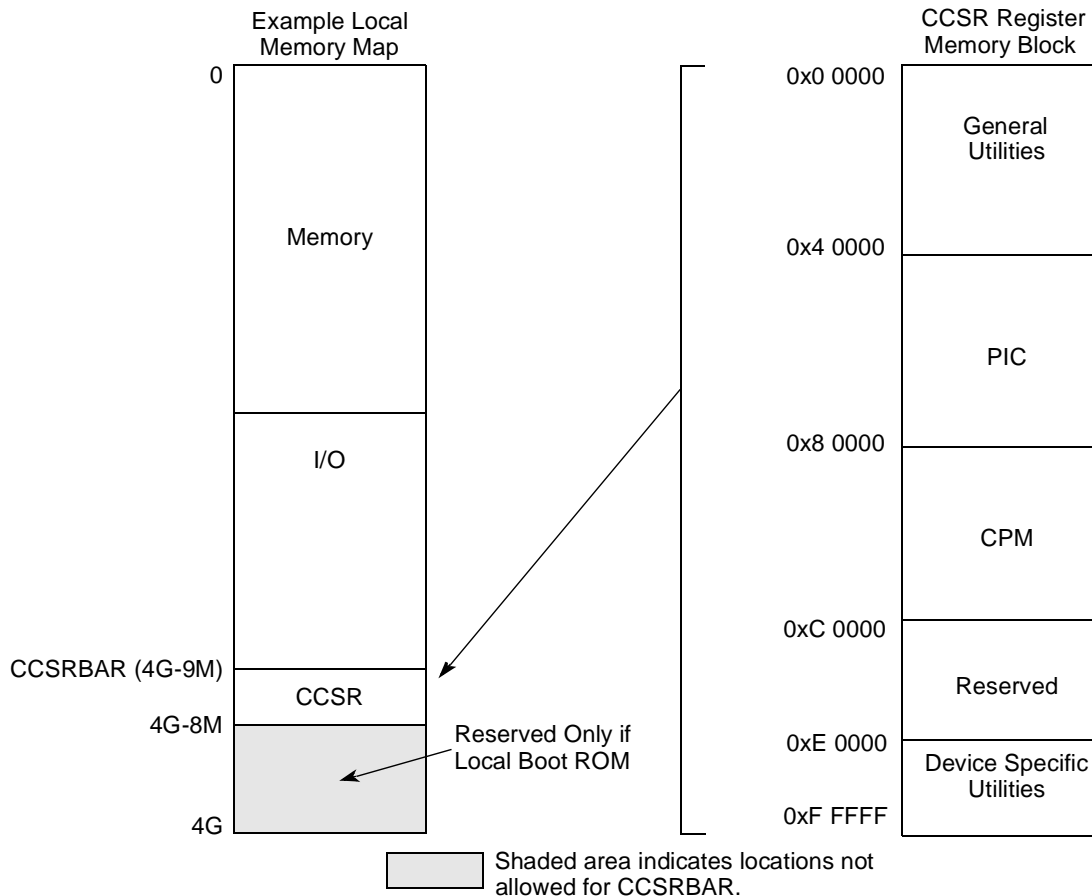 Example Local
Memory Map
0
Memory
I/O
CCSRBAR (4G-9M)
CCSR
4G-8M
4G
Reserved Only if
Local Boot ROM
CCSR Register
Memory Block
0x0 0000
General
Utilities
0x4 0000
PIC
0x8 0000
CPM
0xC 0000
Reserved
0xE 0000
Device Specific
Utilities
0xF FFFF
Shaded area indicates locations not
allowed for CCSRBAR.